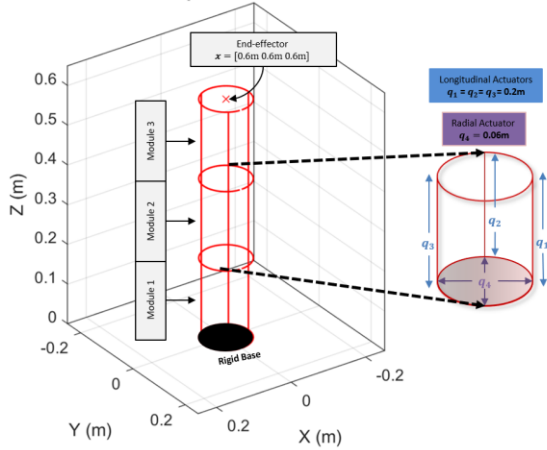 End-effector
x = [0.6m 0.6m 0.6m]
0.6
0.5
0.4
0.3
0.2
0.1
0
Z (m)
Module 3
Module 2
Module 1
Rigid Base
-0.2
0
0.2
Y (m)
0.2
0
-0.2
X (m)
Longitudinal Actuators
q₁ = q₂= q₃= 0.2m
Radial Actuator
q₄ = 0.06m
q₃
q₂
q₁
q₄